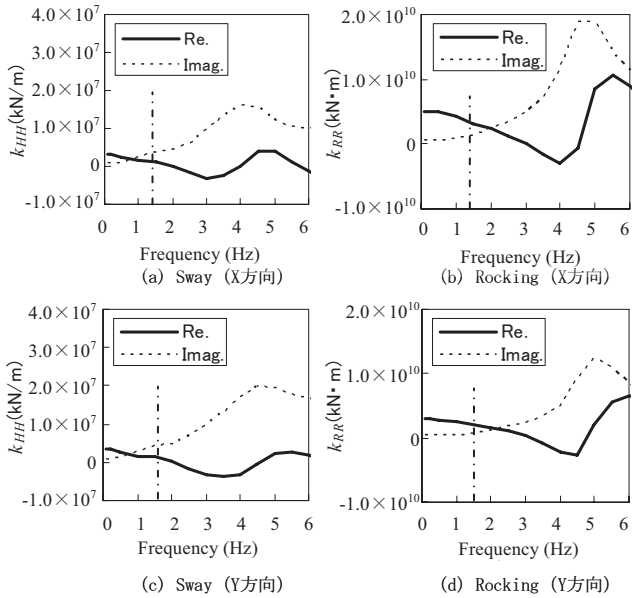 4.0×10⁷
3.0×10⁷
2.0×10⁷
1.0×10⁷
0
-1.0×10⁷
k_HH(kN/m)
Re.
Imag.
0 1 2 3 4 5 6
Frequency (Hz)
(a) Sway (X方向)
2.0×10¹⁰
1.0×10¹⁰
0
-1.0×10¹⁰
k_RR(kN・m)
Re.
Imag.
0 1 2 3 4 5 6
Frequency (Hz)
(b) Rocking (X方向)
4.0×10⁷
3.0×10⁷
2.0×10⁷
1.0×10⁷
0
-1.0×10⁷
k_HH(kN/m)
Re.
Imag.
0 1 2 3 4 5 6
Frequency (Hz)
(c) Sway (Y方向)
2.0×10¹⁰
1.0×10¹⁰
0
-1.0×10¹⁰
k_RR(kN・m)
Re.
Imag.
0 1 2 3 4 5 6
Frequency (Hz)
(d) Rocking (Y方向)